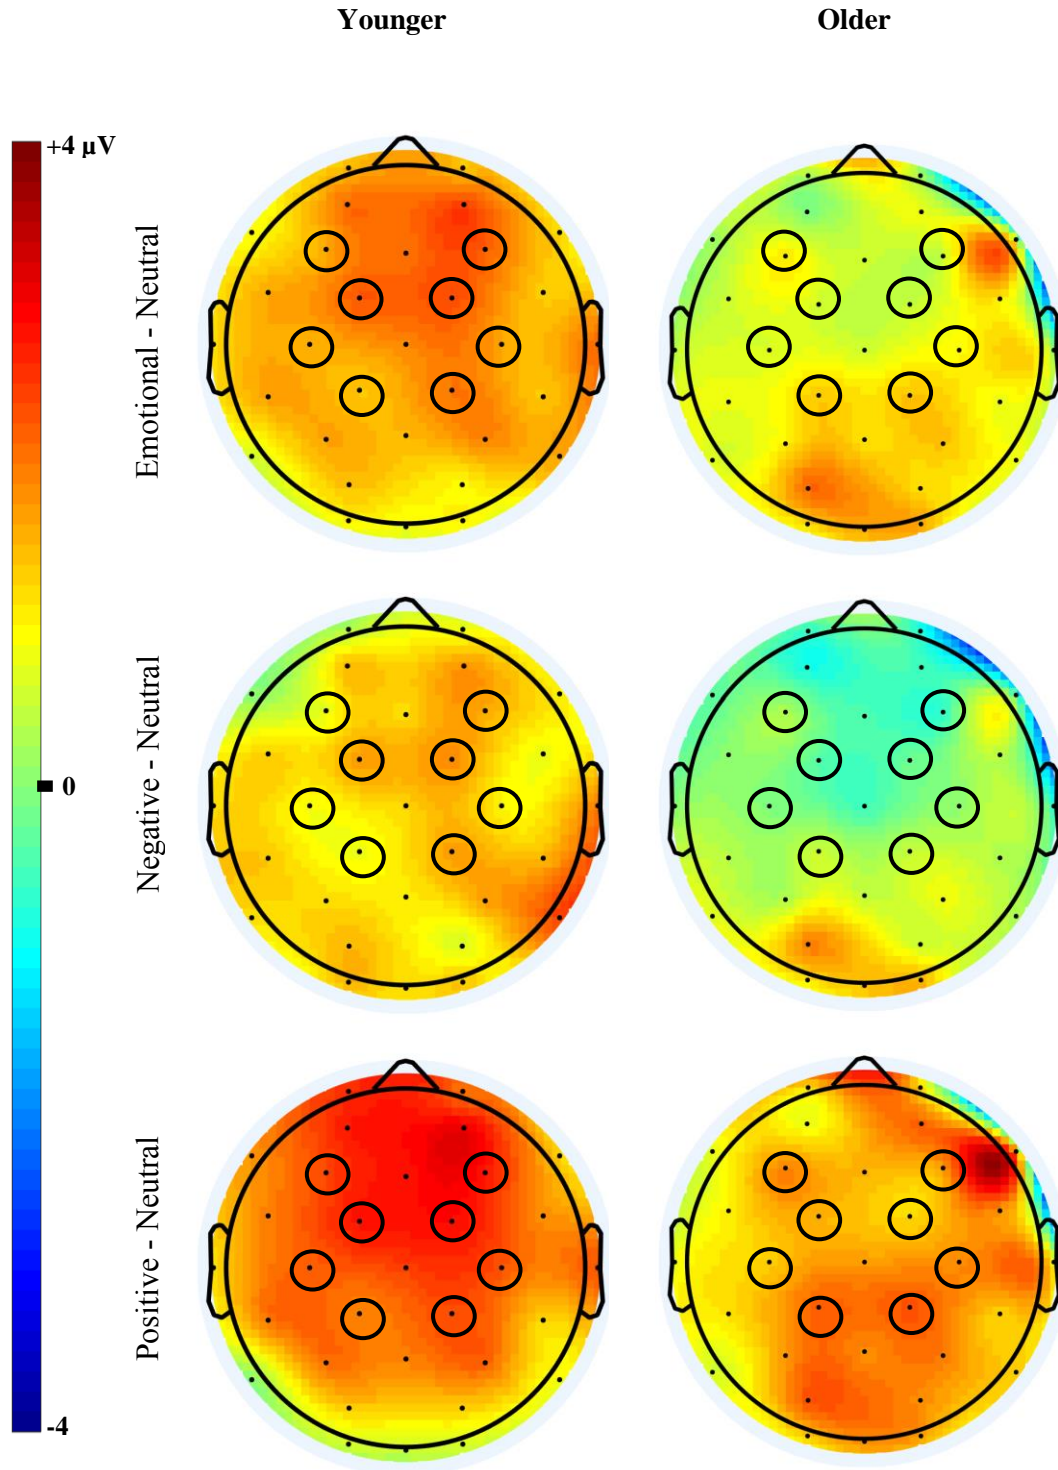 Younger
Older
+4 µV
Emotional - Neutral
0
Negative - Neutral
Positive - Neutral
-4